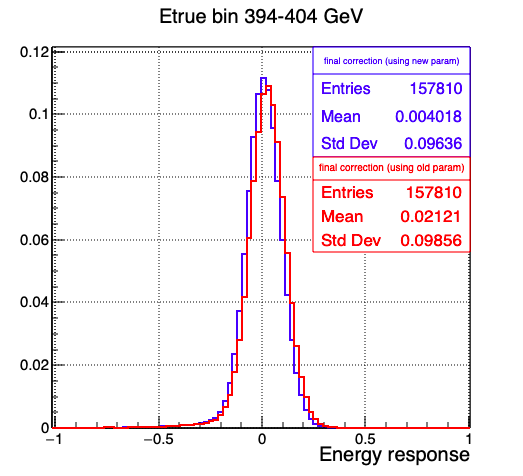 Etrue bin 394-404 GeV
final correction (using new param)
Entries 157810
Mean 0.004018
Std Dev 0.09636
final correction (using old param)
Entries 157810
Mean 0.02121
Std Dev 0.09856
0.12
0.1
0.08
0.06
0.04
0.02
0
−1 −0.5 0 0.5 1
Energy response